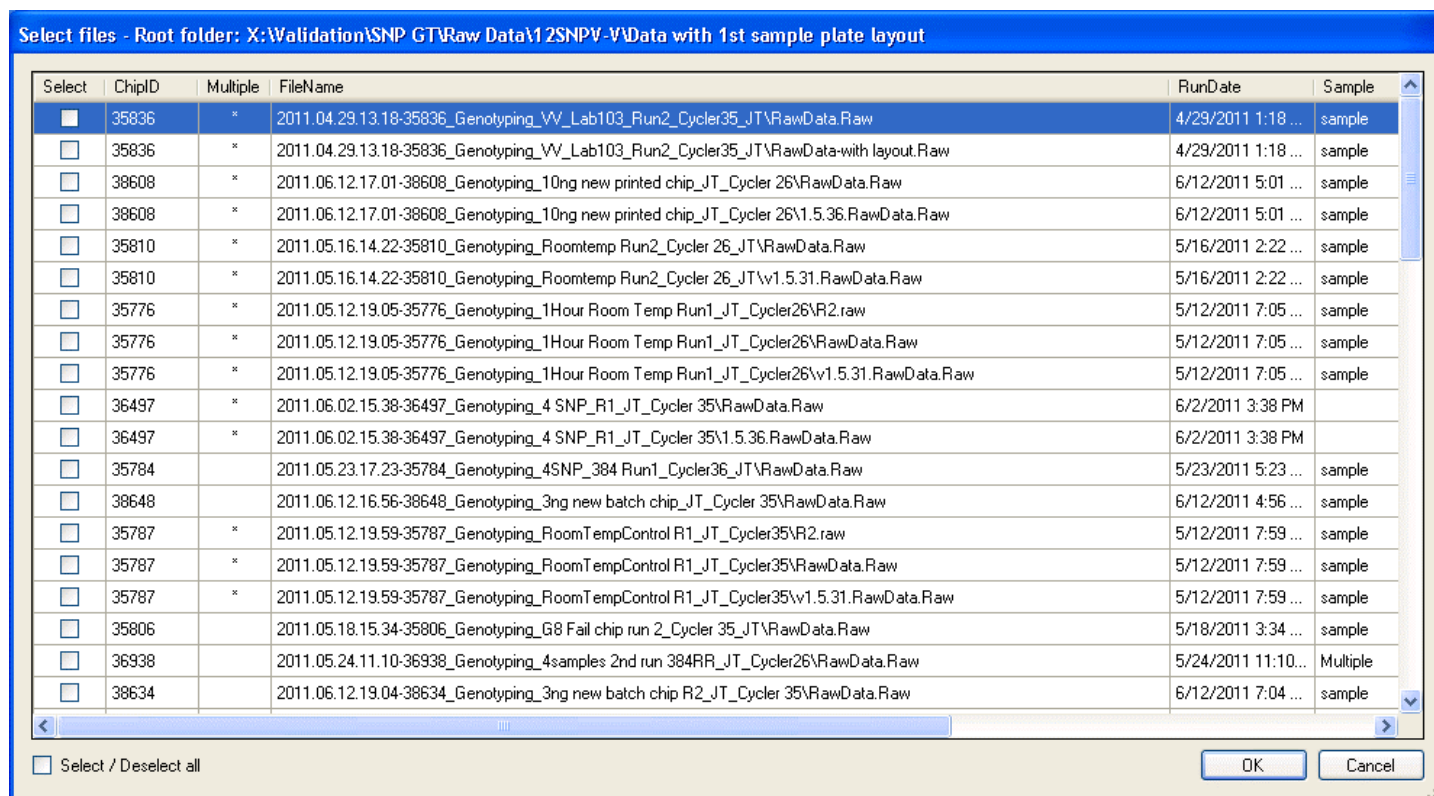 Select files - Root folder: X:\Validation\SNP GT\Raw Data\12SNPV-V\Data with 1st sample plate layout
Select ChipID Multiple FileName RunDate Sample
35836 * 2011.04.29.13.18-35836_Genotyping_VV_Lab103_Run2_Cycler35_JT\RawData.Raw 4/29/2011 1:18 ... sample
35836 * 2011.04.29.13.18-35836_Genotyping_VV_Lab103_Run2_Cycler35_JT\RawData-with layout.Raw 4/29/2011 1:18 ... sample
38608 * 2011.06.12.17.01-38608_Genotyping_10ng new printed chip_JT_Cycler 26\RawData.Raw 6/12/2011 5:01 ... sample
38608 * 2011.06.12.17.01-38608_Genotyping_10ng new printed chip_JT_Cycler 26\1.5.36.RawData.Raw 6/12/2011 5:01 ... sample
35810 * 2011.05.16.14.22-35810_Genotyping_Roomtemp Run2_Cycler 26_JT\RawData.Raw 5/16/2011 2:22 ... sample
35810 * 2011.05.16.14.22-35810_Genotyping_Roomtemp Run2_Cycler 26_JT\v1.5.31.RawData.Raw 5/16/2011 2:22 ... sample
35776 * 2011.05.12.19.05-35776_Genotyping_1Hour Room Temp Run1_JT_Cycler26\R2.raw 5/12/2011 7:05 ... sample
35776 * 2011.05.12.19.05-35776_Genotyping_1Hour Room Temp Run1_JT_Cycler26\RawData.Raw 5/12/2011 7:05 ... sample
35776 * 2011.05.12.19.05-35776_Genotyping_1Hour Room Temp Run1_JT_Cycler26\v1.5.31.RawData.Raw 5/12/2011 7:05 ... sample
36497 * 2011.06.02.15.38-36497_Genotyping_4 SNP_R1_JT_Cycler 35\RawData.Raw 6/2/2011 3:38 PM
36497 * 2011.06.02.15.38-36497_Genotyping_4 SNP_R1_JT_Cycler 35\1.5.36.RawData.Raw 6/2/2011 3:38 PM
35784 2011.05.23.17.23-35784_Genotyping_4SNP_384 Run1_Cycler36_JT\RawData.Raw 5/23/2011 5:23 ... sample
38648 2011.06.12.16.56-38648_Genotyping_3ng new batch chip_JT_Cycler 35\RawData.Raw 6/12/2011 4:56 ... sample
35787 * 2011.05.12.19.59-35787_Genotyping_RoomTempControl R1_JT_Cycler35\R2.raw 5/12/2011 7:59 ... sample
35787 * 2011.05.12.19.59-35787_Genotyping_RoomTempControl R1_JT_Cycler35\RawData.Raw 5/12/2011 7:59 ... sample
35787 * 2011.05.12.19.59-35787_Genotyping_RoomTempControl R1_JT_Cycler35\v1.5.31.RawData.Raw 5/12/2011 7:59 ... sample
35806 2011.05.18.15.34-35806_Genotyping_G8 Fail chip run 2_Cycler 35_JT\RawData.Raw 5/18/2011 3:34 ... sample
36938 2011.05.24.11.10-36938_Genotyping_4samples 2nd run 384RR_JT_Cycler26\RawData.Raw 5/24/2011 11:10... Multiple
38634 2011.06.12.19.04-38634_Genotyping_3ng new batch chip R2_JT_Cycler 35\RawData.Raw 6/12/2011 7:04 ... sample
Select / Deselect all OK Cancel